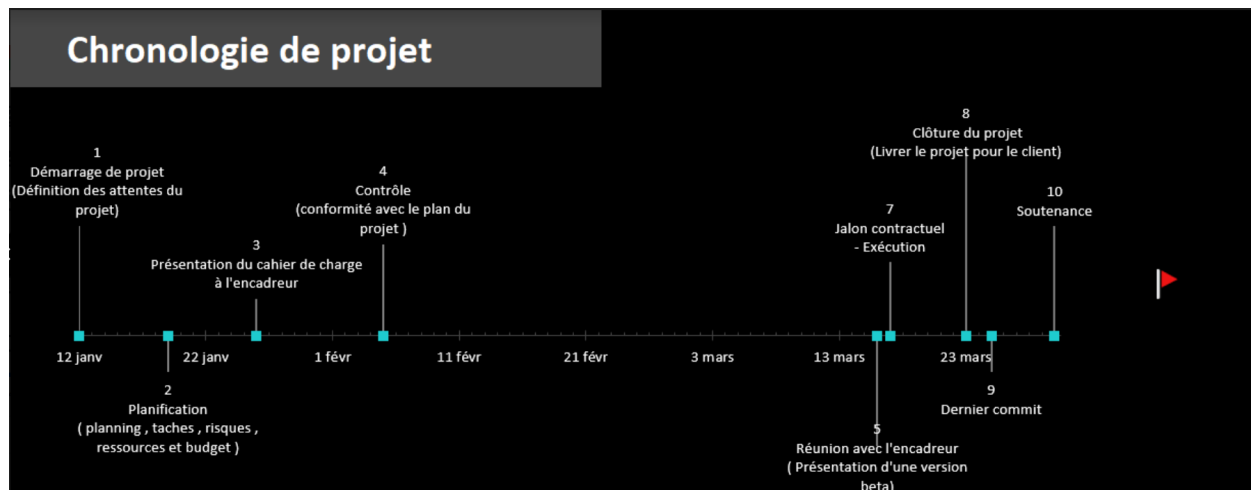 Chronologie de projet
1
Démarrage de projet
(Définition des attentes du
projet)
4
Contrôle
(conformité avec le plan du
projet )
3
Présentation du cahier de charge
à l'encadreur
8
Clôture du projet
(Livrer le projet pour le client)
7
Jalon contractuel
- Exécution
10
Soutenance
12 janv
22 janv
1 févr
11 févr
21 févr
3 mars
13 mars
23 mars
2
Planification
( planning , taches , risques ,
ressources et budget )
9
Dernier commit
5
Réunion avec l'encadreur
( Présentation d'une version
beta)